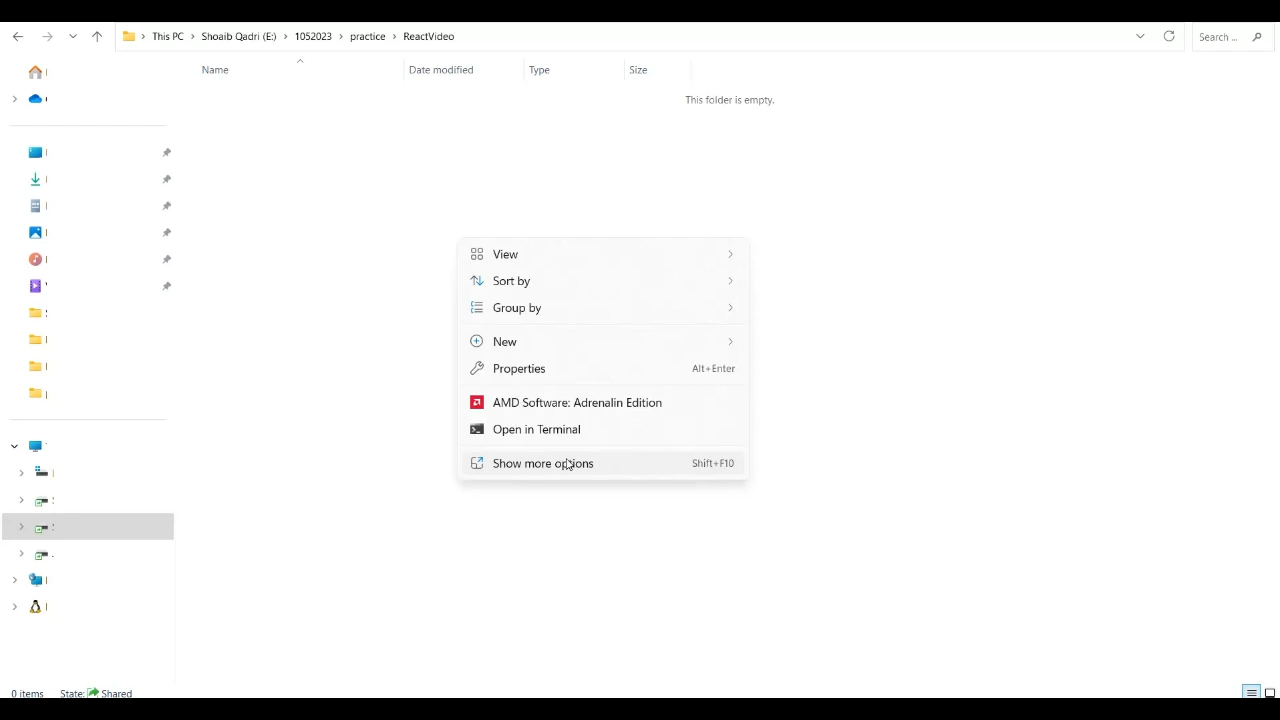 This PC > Shoaib Qadri (E:) > 1052023 > practice > ReactVideo
Search ...
Name Date modified Type Size
This folder is empty.
View
Sort by
Group by
New
Properties Alt+Enter
AMD Software: Adrenalin Edition
Open in Terminal
Show more options Shift+F10
0 items State: Shared